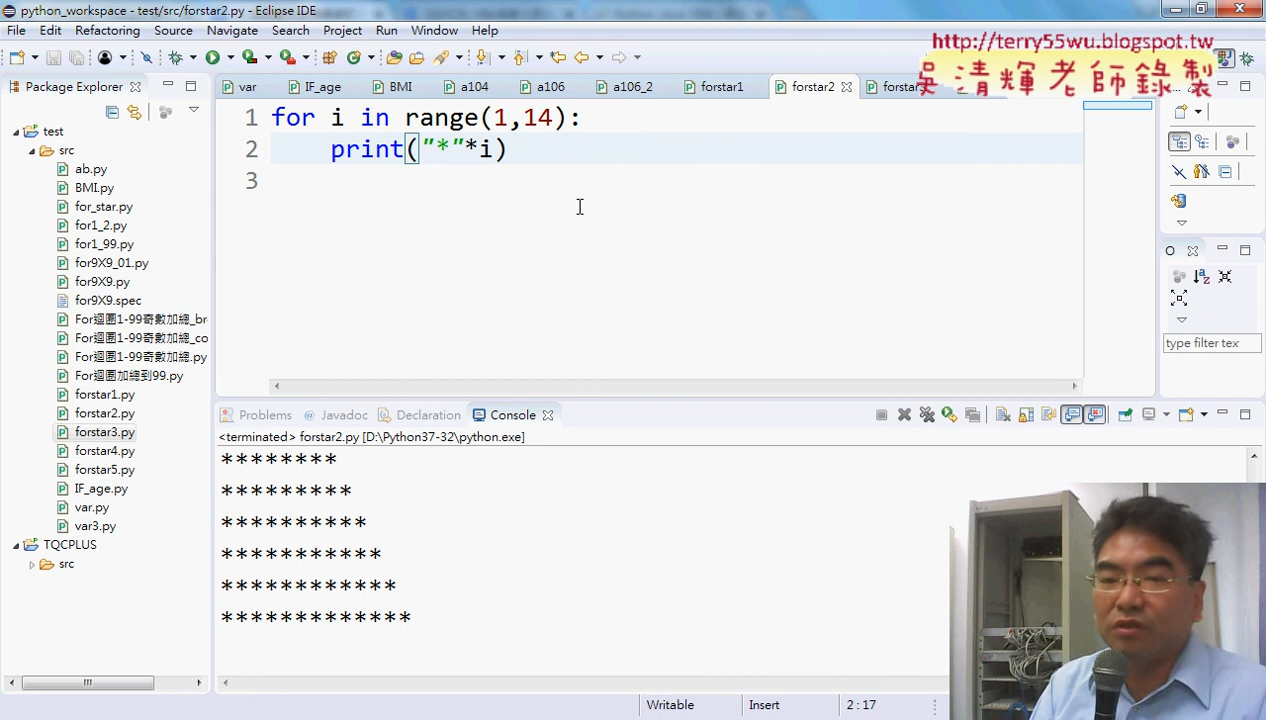 python_workspace - test/src/forstar2.py - Eclipse IDE
File Edit Refactoring Source Navigate Search Project Run Window Help
http://terry55wu.blogspot.tw
吳清輝老師錄製
Package Explorer
var IF_age BMI a104 a106 a106_2 forstar1 forstar2 forstar
1 for i in range(1,14):
2 print("*"*i)
3
test
src
ab.py
BMI.py
for_star.py
for1_2.py
for1_99.py
for9X9_01.py
for9X9.py
for9X9.spec
For迴圈1-99奇數加總_br
For迴圈1-99奇數加總_co
For迴圈1-99奇數加總.py
For迴圈加總到99.py
forstar1.py
forstar2.py
forstar3.py
forstar4.py
forstar5.py
IF_age.py
var.py
var3.py
TQCPLUS
src
O
type filter tex
Problems @ Javadoc Declaration Console
<terminated> forstar2.py [D:\Python37-32\python.exe]
********
*********
**********
***********
************
*************
Writable Insert 2 : 17